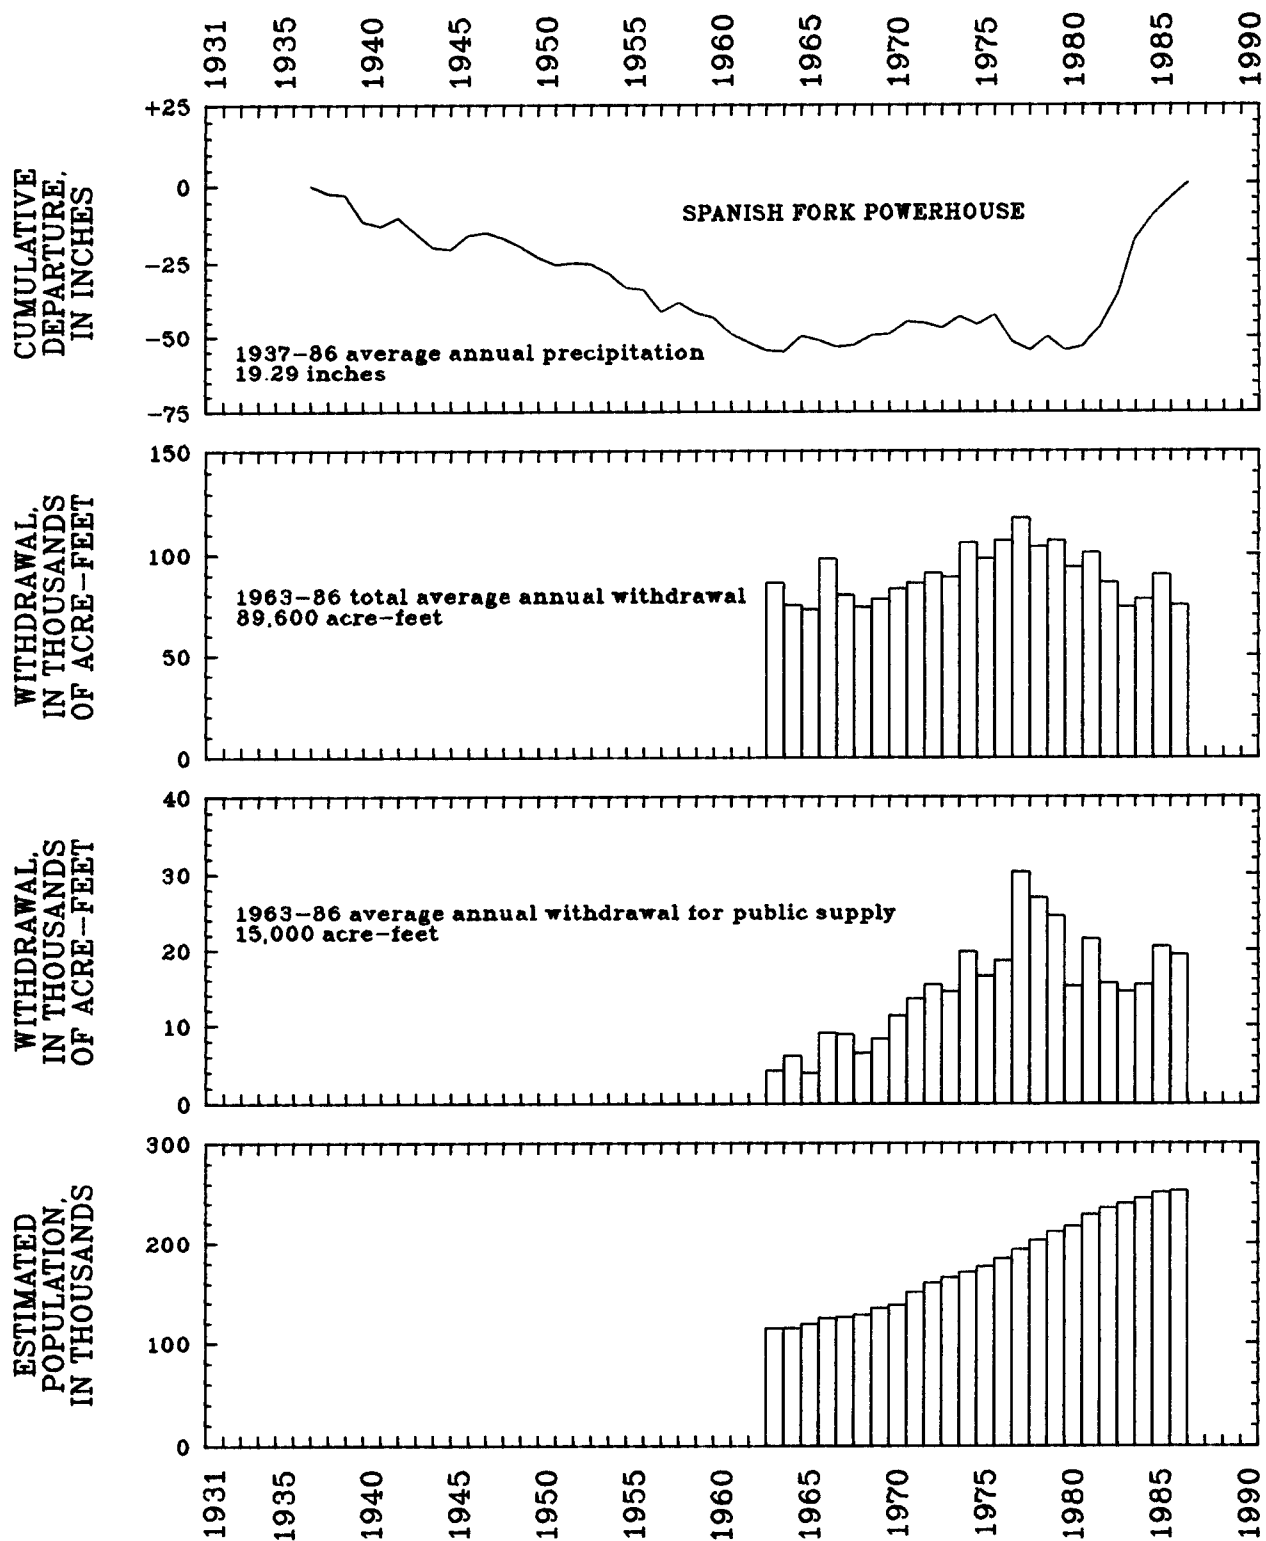 1931 1935 1940 1945 1950 1955 1960 1965 1970 1975 1980 1985 1990
CUMULATIVE
DEPARTURE,
IN INCHES
+25
0
−25
−50
−75
SPANISH FORK POWERHOUSE
1937−86 average annual precipitation
19.29 inches
WITHDRAWAL,
IN THOUSANDS
OF ACRE−FEET
150
100
50
0
1963−86 total average annual withdrawal
89,600 acre−feet
WITHDRAWAL,
IN THOUSANDS
OF ACRE−FEET
40
30
20
10
0
1963−86 average annual withdrawal for public supply
15,000 acre−feet
ESTIMATED
POPULATION,
IN THOUSANDS
300
200
100
0
1931 1935 1940 1945 1950 1955 1960 1965 1970 1975 1980 1985 1990